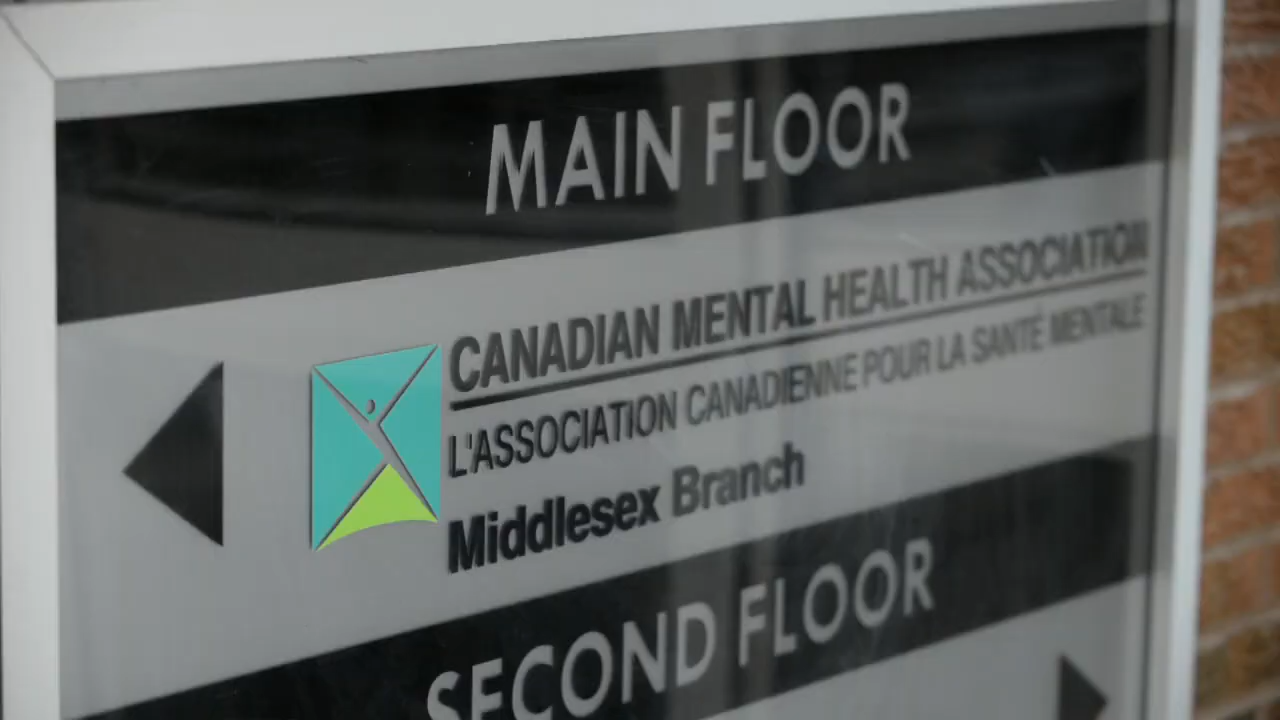 MAIN FLOOR
CANADIAN MENTAL HEALTH ASSOCIATION
L'ASSOCIATION CANADIENNE POUR LA SANTÉ MENTALE
Middlesex Branch
SECOND FLOOR